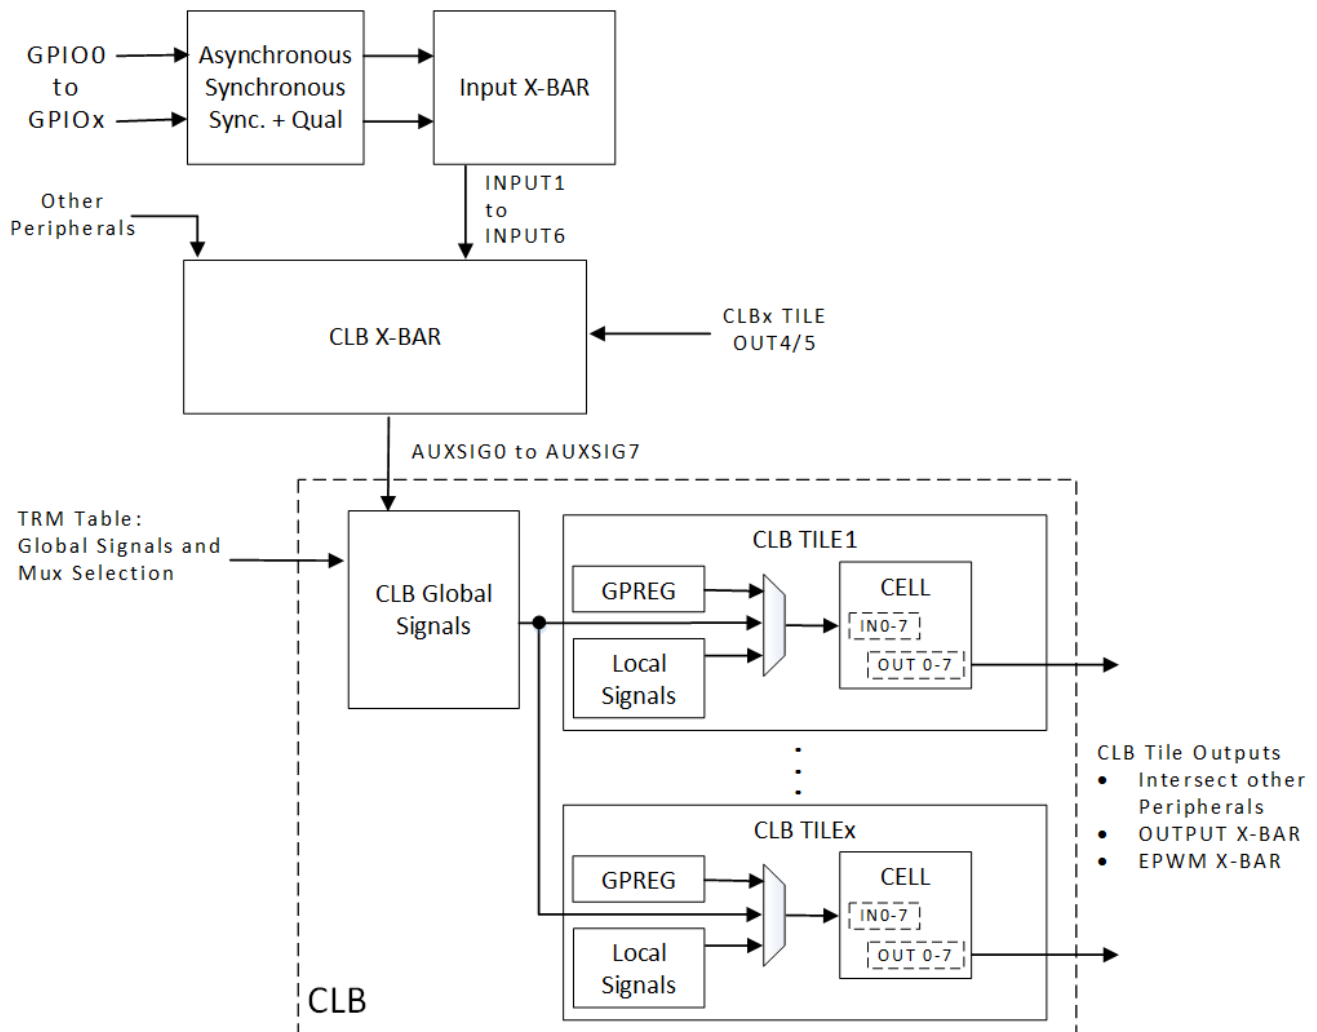 GPIO0
to
GPIOx
Asynchronous
Synchronous
Sync. + Qual
Input X-BAR
INPUT1
to
INPUT6
Other
Peripherals
CLB X-BAR
CLBx TILE
OUT4/5
AUXSIG0 to AUXSIG7
TRM Table:
Global Signals and
Mux Selection
CLB Global
Signals
CLB TILE1
GPREG
Local
Signals
CELL
IN0-7
OUT 0-7
CLB TILEx
GPREG
Local
Signals
CELL
IN0-7
OUT 0-7
CLB Tile Outputs
• Intersect other
Peripherals
• OUTPUT X-BAR
• EPWM X-BAR
CLB